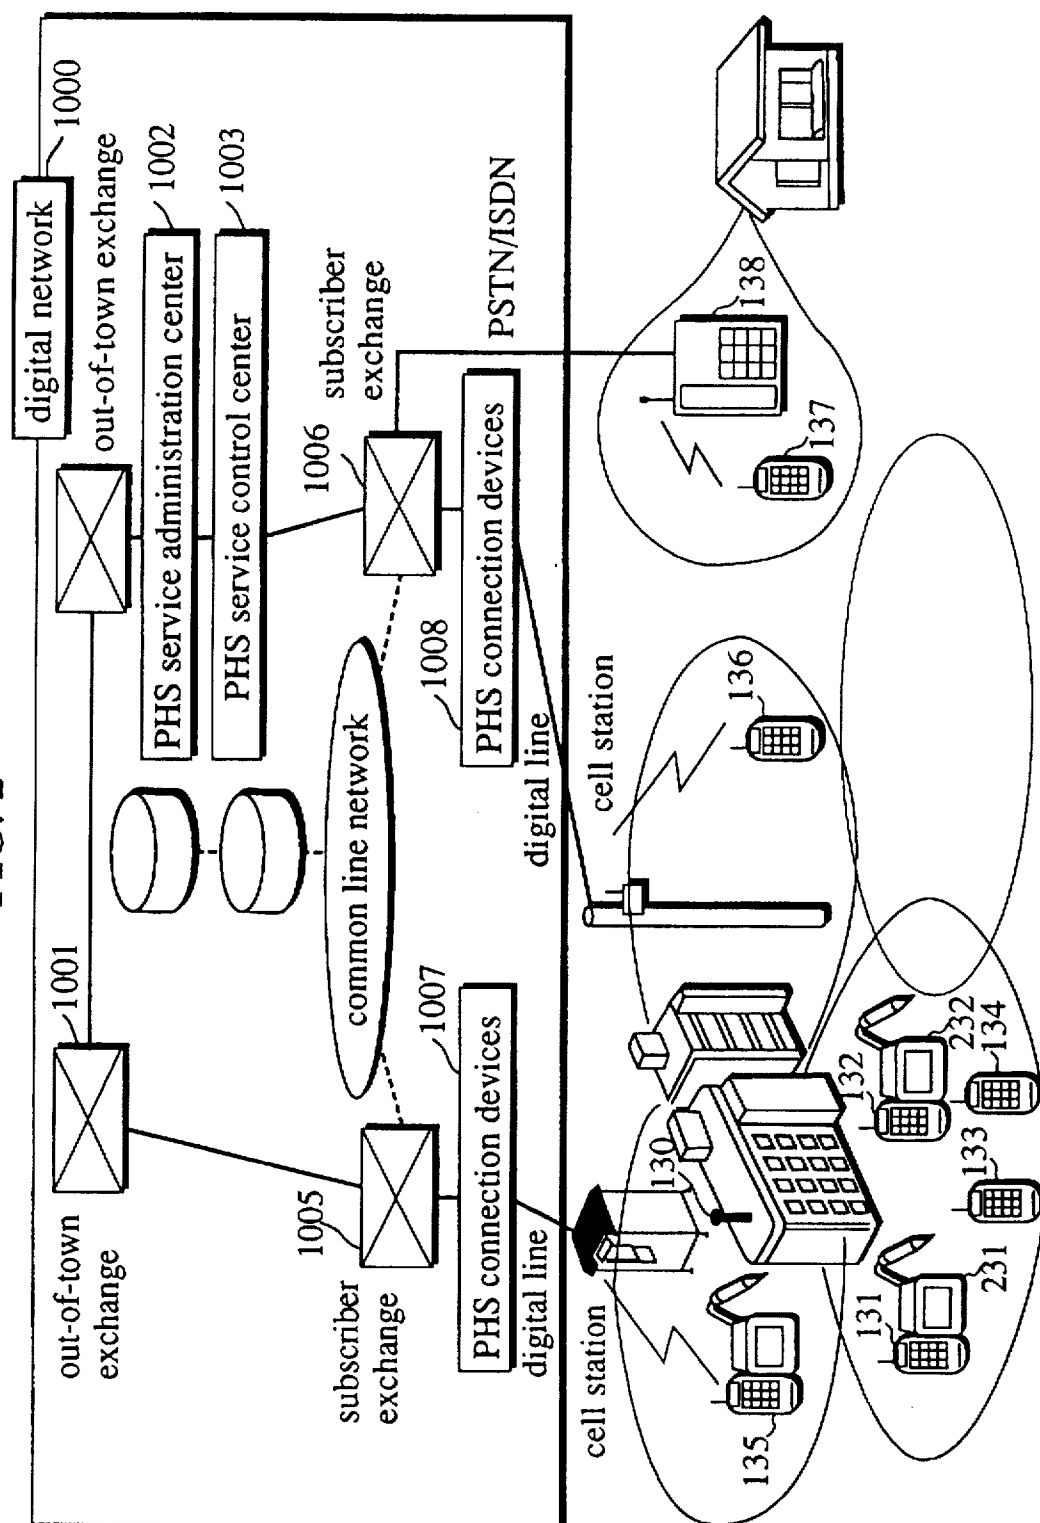 digital network
1000
out-of-town exchange
PHS service administration center
1002
PHS service control center
1003
1001
out-of-town
exchange
common line network
1005
subscriber
exchange
1006
subscriber
exchange
1007
PHS connection devices
1008
PHS connection devices
PSTN/ISDN
digital line
digital line
cell station
cell station
130
131
132
133
134
135
136
137
138
231
232